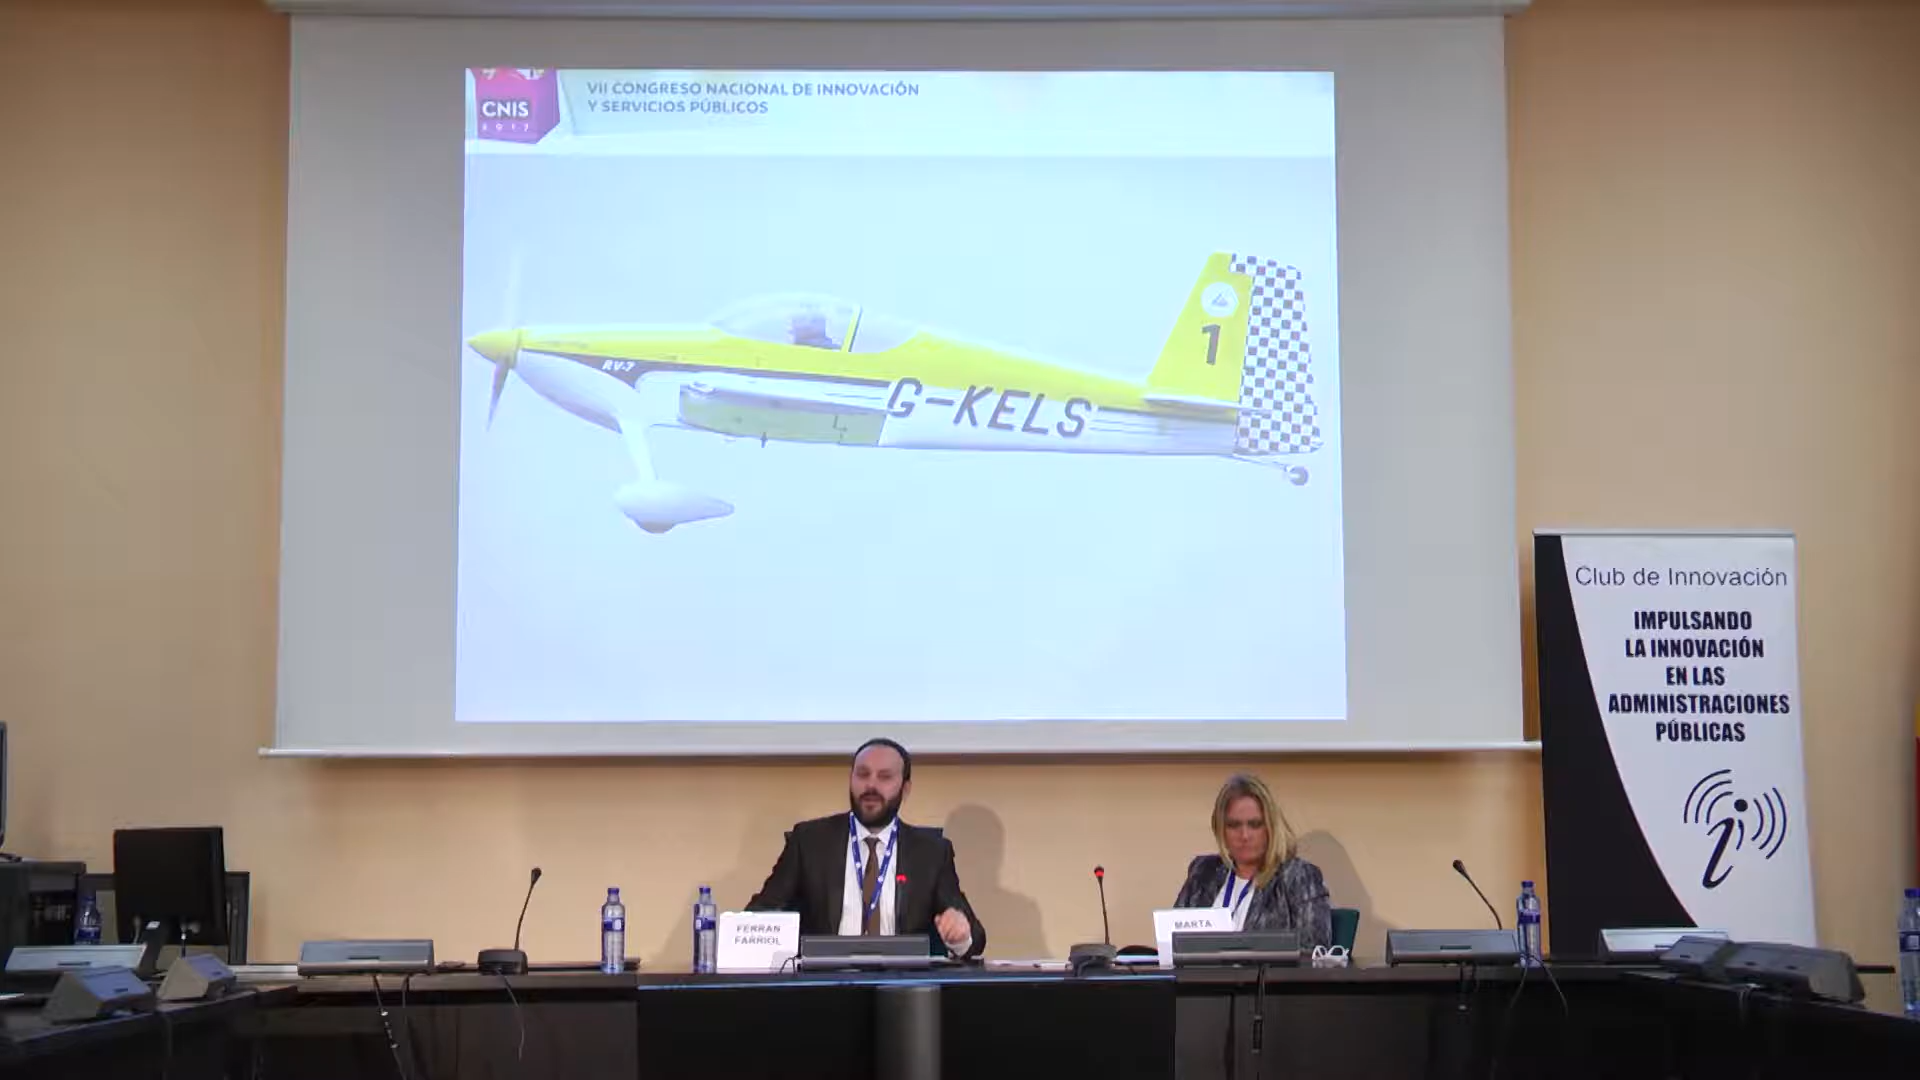 CNIS
2017
VII CONGRESO NACIONAL DE INNOVACIÓN
Y SERVICIOS PÚBLICOS
1
RV-7
G-KELS
Club de Innovación
IMPULSANDO
LA INNOVACIÓN
EN LAS
ADMINISTRACIONES
PÚBLICAS
i
FERRAN
FARRIOL
MARTA